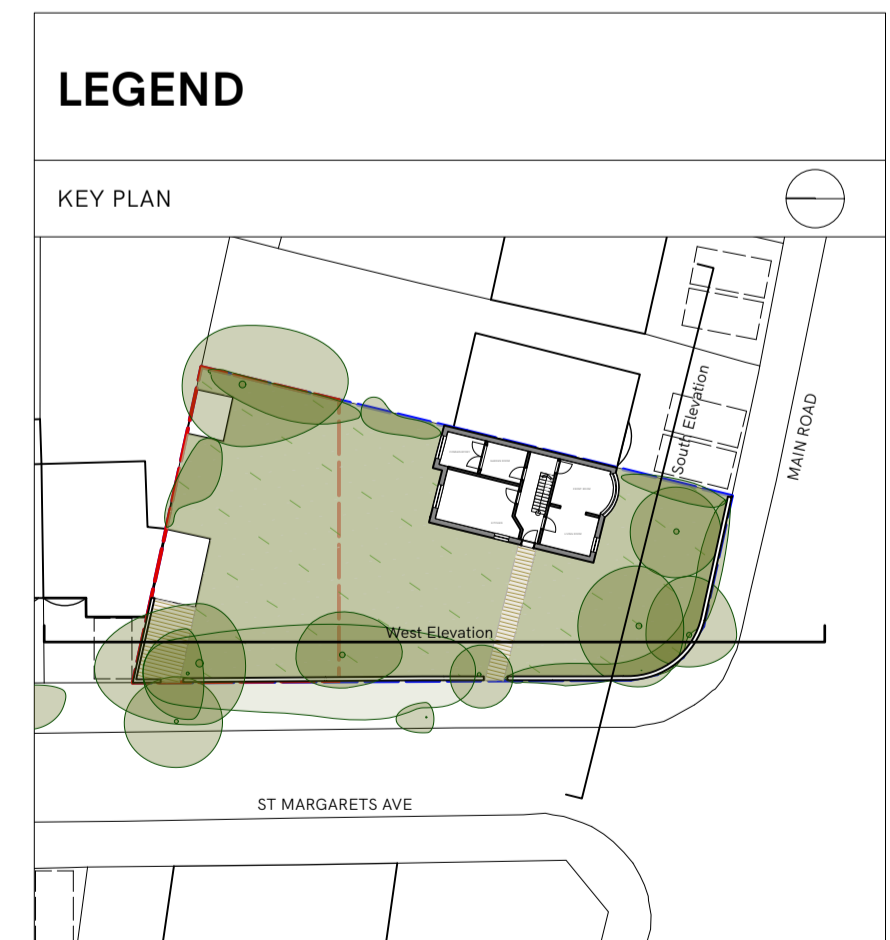 LEGEND
KEY PLAN
South Elevation
MAIN ROAD
West Elevation
ST MARGARETS AVE